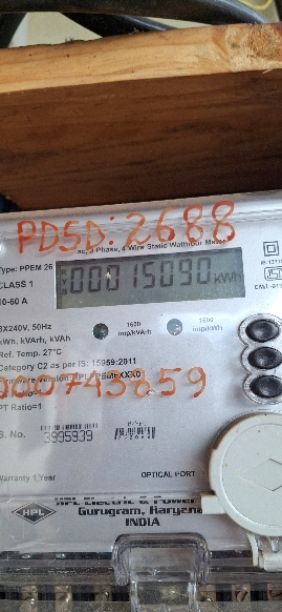 PDSD: 2688
3 Phase, 4 Wire Static Watthour Meter
Type: PPEM 26
CLASS 1
10-60 A
00015090 kWh
3X240V, 50Hz
kWh, kVArh, kVAh
Ref. Temp. 27°C
1600
imp/kVArh
1600
Category C2 as per IS: 15959:2011
000743859
PT Ratio=1
S. No.
3995939
Warranty 1 Year
OPTICAL PORT
HPL
HPL Electric & Power
Gurugram, Haryana
INDIA